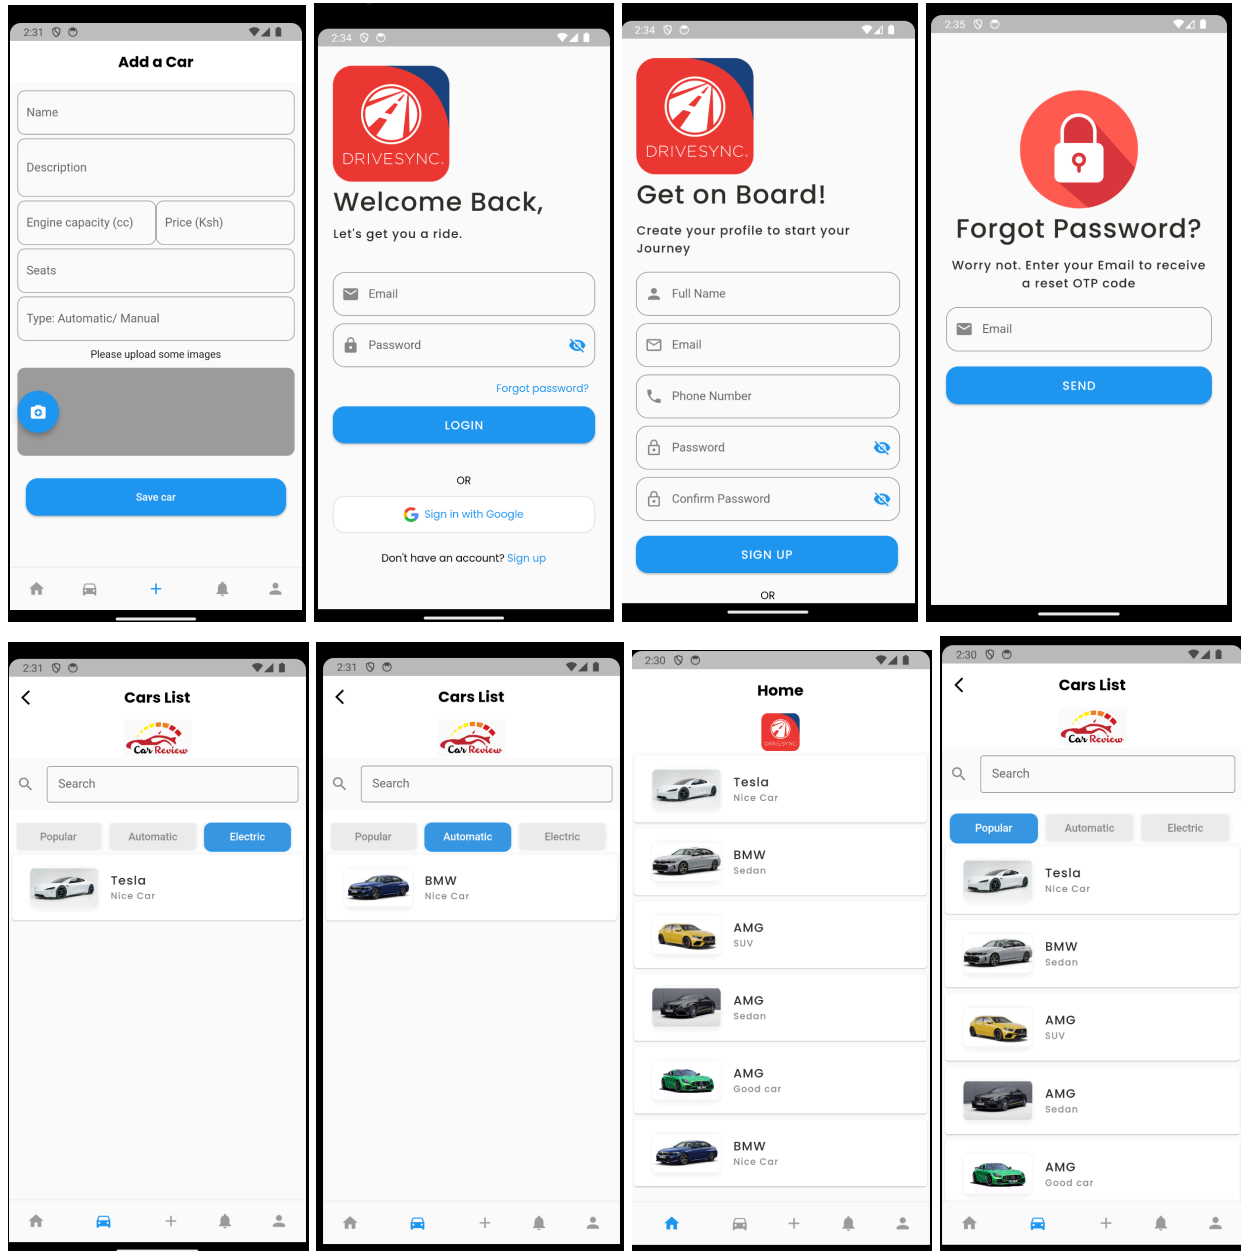 2:31
Add a Car
Name
Description
Engine capacity (cc)
Price (Ksh)
Seats
Type: Automatic/ Manual
Please upload some images
Save car
2:34
DRIVESYNC.
Welcome Back,
Let's get you a ride.
Email
Password
Forgot password?
LOGIN
OR
Sign in with Google
Don't have an account? Sign up
2:34
DRIVESYNC.
Get on Board!
Create your profile to start your
Journey
Full Name
Email
Phone Number
Password
Confirm Password
SIGN UP
OR
2:35
Forgot Password?
Worry not. Enter your Email to receive
a reset OTP code
Email
SEND
2:31
Cars List
Car Review
Search
Popular
Automatic
Electric
Tesla
Nice Car
2:31
Cars List
Car Review
Search
Popular
Automatic
Electric
BMW
Nice Car
2:30
Home
DRIVESYNC.
Tesla
Nice Car
BMW
Sedan
AMG
SUV
AMG
Sedan
AMG
Good car
BMW
Nice Car
2:30
Cars List
Car Review
Search
Popular
Automatic
Electric
Tesla
Nice Car
BMW
Sedan
AMG
SUV
AMG
Sedan
AMG
Good car